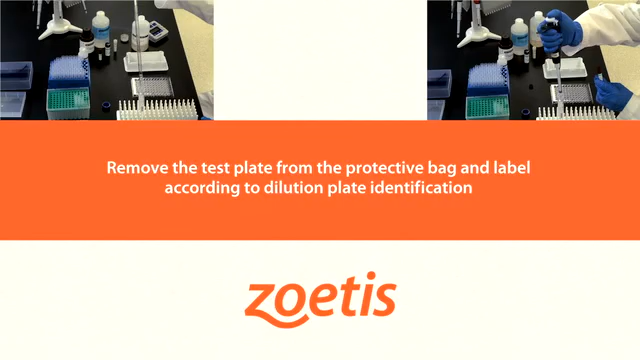 Remove the test plate from the protective bag and label
according to dilution plate identification
zoetis